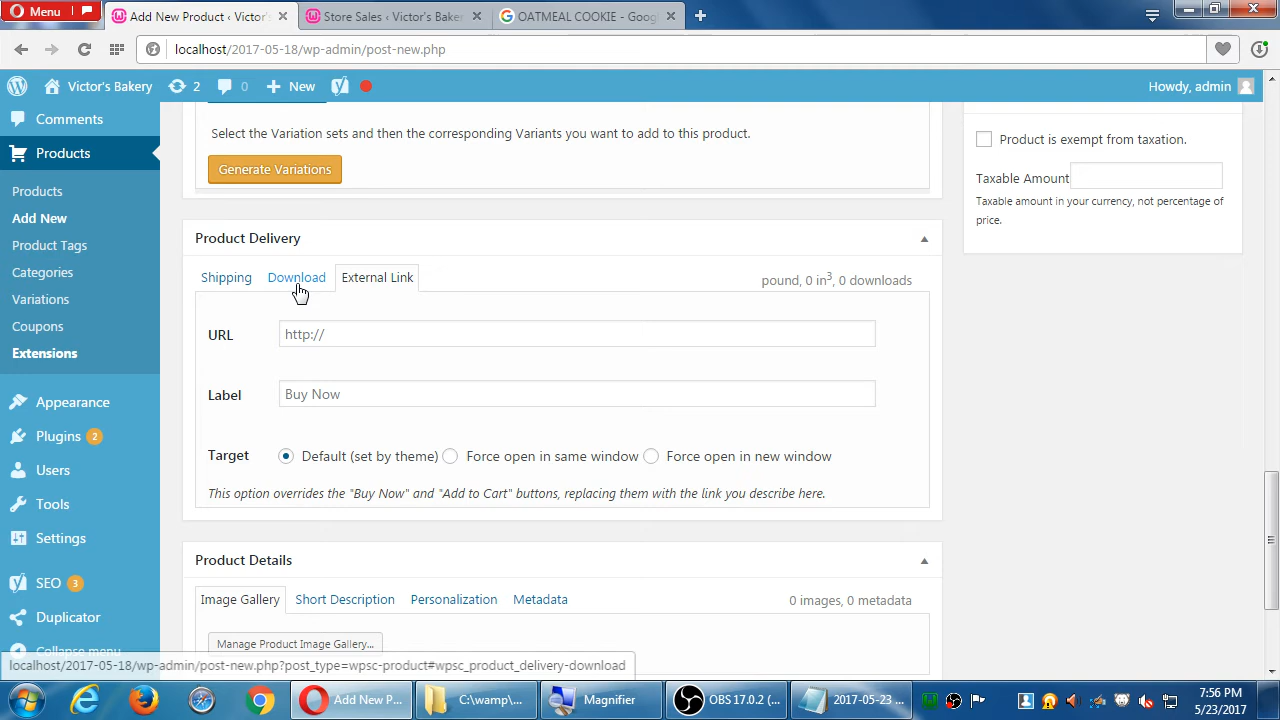 Menu
Add New Product ‹ Victor'
Store Sales ‹ Victor's Baker
OATMEAL COOKIE - Goog
localhost/2017-05-18/wp-admin/post-new.php
Victor's Bakery
2
0
New
Howdy, admin
Comments
Products
Products
Add New
Product Tags
Categories
Variations
Coupons
Extensions
Appearance
Plugins 2
Users
Tools
Settings
SEO 3
Duplicator
Collapse menu
Select the Variation sets and then the corresponding Variants you want to add to this product.
Generate Variations
Product is exempt from taxation.
Taxable Amount
Taxable amount in your currency, not percentage of
price.
Product Delivery
Shipping
Download
External Link
pound, 0 in3, 0 downloads
URL
http://
Label
Buy Now
Target
Default (set by theme)
Force open in same window
Force open in new window
This option overrides the "Buy Now" and "Add to Cart" buttons, replacing them with the link you describe here.
Product Details
Image Gallery
Short Description
Personalization
Metadata
0 images, 0 metadata
Manage Product Image Gallery...
localhost/2017-05-18/wp-admin/post-new.php?post_type=wpsc-product#wpsc_product_delivery-download
Add New P...
C:\wamp\...
Magnifier
OBS 17.0.2 (...
2017-05-23 ...
7:56 PM
5/23/2017